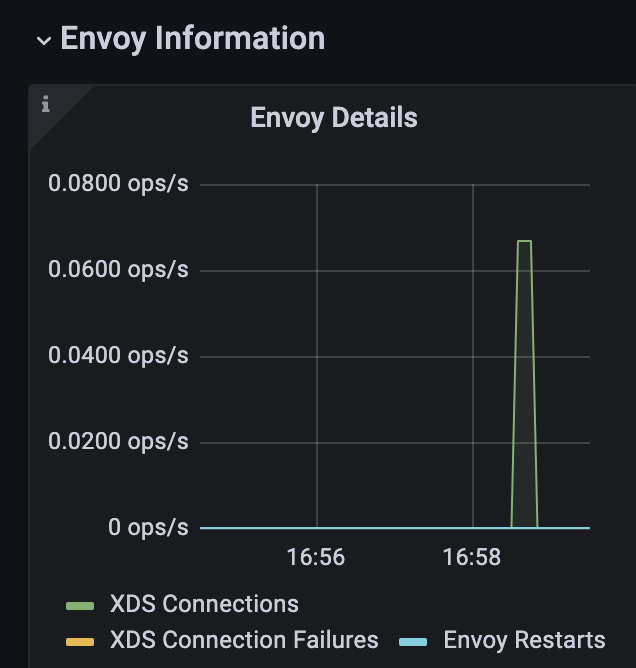 Envoy Information
i
Envoy Details
0.0800 ops/s
0.0600 ops/s
0.0400 ops/s
0.0200 ops/s
0 ops/s
16:56 16:58
XDS Connections
XDS Connection Failures Envoy Restarts